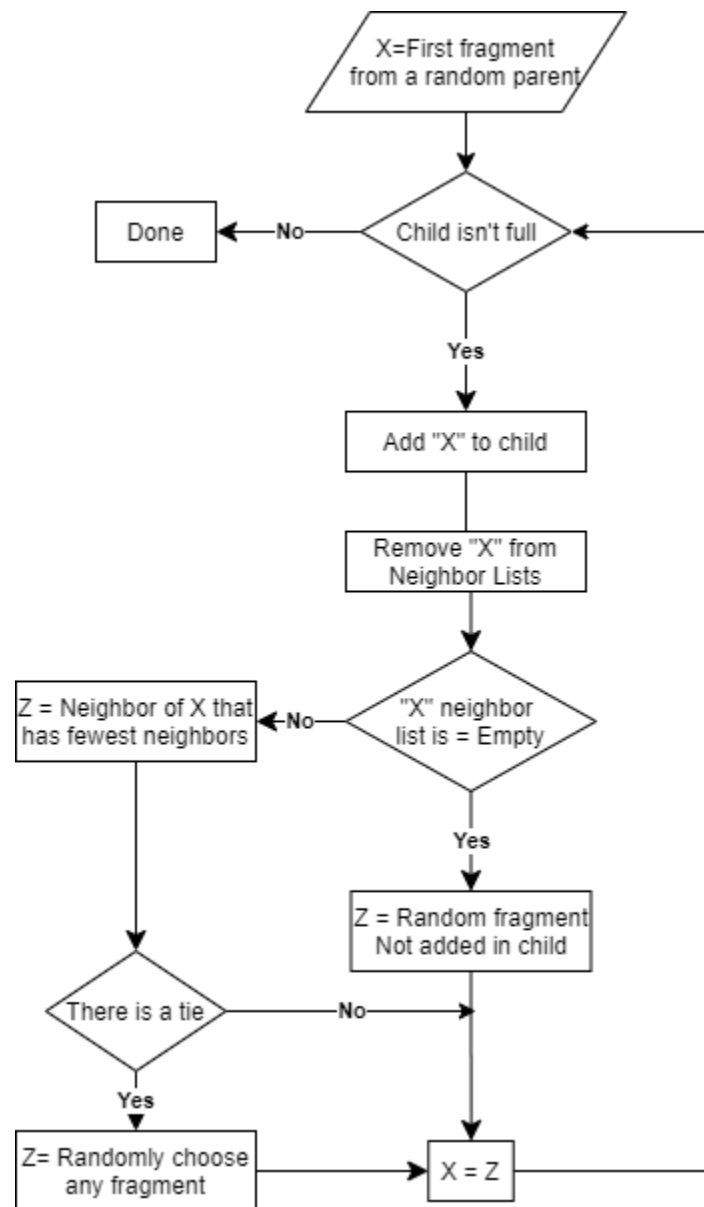 X=First fragment
from a random parent
Done
No
Child isn't full
Yes
Add "X" to child
Remove "X" from
Neighbor Lists
Z = Neighbor of X that
has fewest neighbors
No
"X" neighbor
list is = Empty
Yes
Z = Random fragment
Not added in child
There is a tie
No
Yes
Z= Randomly choose
any fragment
X = Z